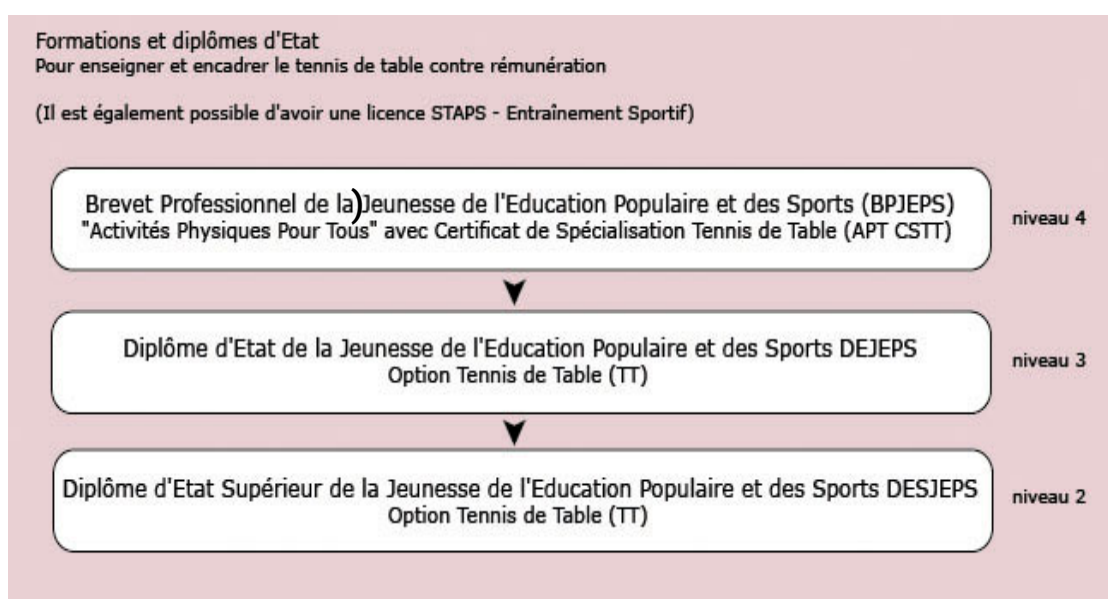 Formations et diplômes d'Etat
Pour enseigner et encadrer le tennis de table contre rémunération
(Il est également possible d'avoir une licence STAPS - Entraînement Sportif)
Brevet Professionnel de la)Jeunesse de l'Education Populaire et des Sports (BPJEPS)
"Activités Physiques Pour Tous" avec Certificat de Spécialisation Tennis de Table (APT CSTT)
niveau 4
Diplôme d'Etat de la Jeunesse de l'Education Populaire et des Sports DEJEPS
Option Tennis de Table (TT)
niveau 3
Diplôme d'Etat Supérieur de la Jeunesse de l'Education Populaire et des Sports DESJEPS
Option Tennis de Table (TT)
niveau 2